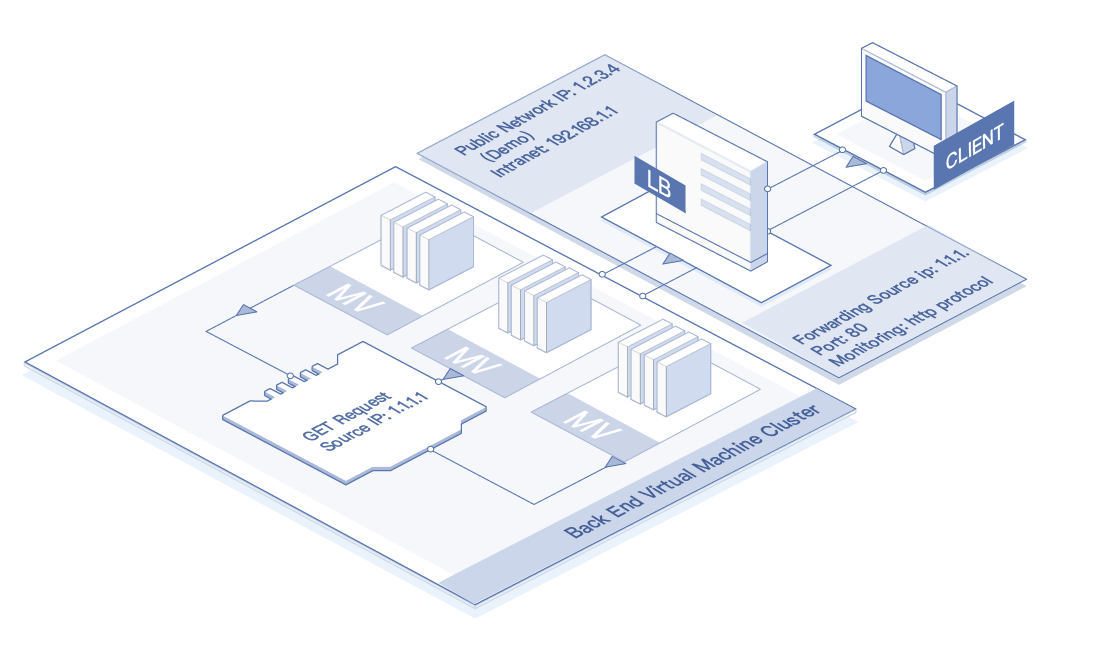 Public Network IP: 1.2.3.4
(Demo)
Intranet: 192.168.1.1
LB
CLIENT
Forwarding Source ip: 1.1.1.
Port: 80
Monitoring: http protocol
MV
MV
MV
GET Request
Source IP: 1.1.1.1
Back End Virtual Machine Cluster